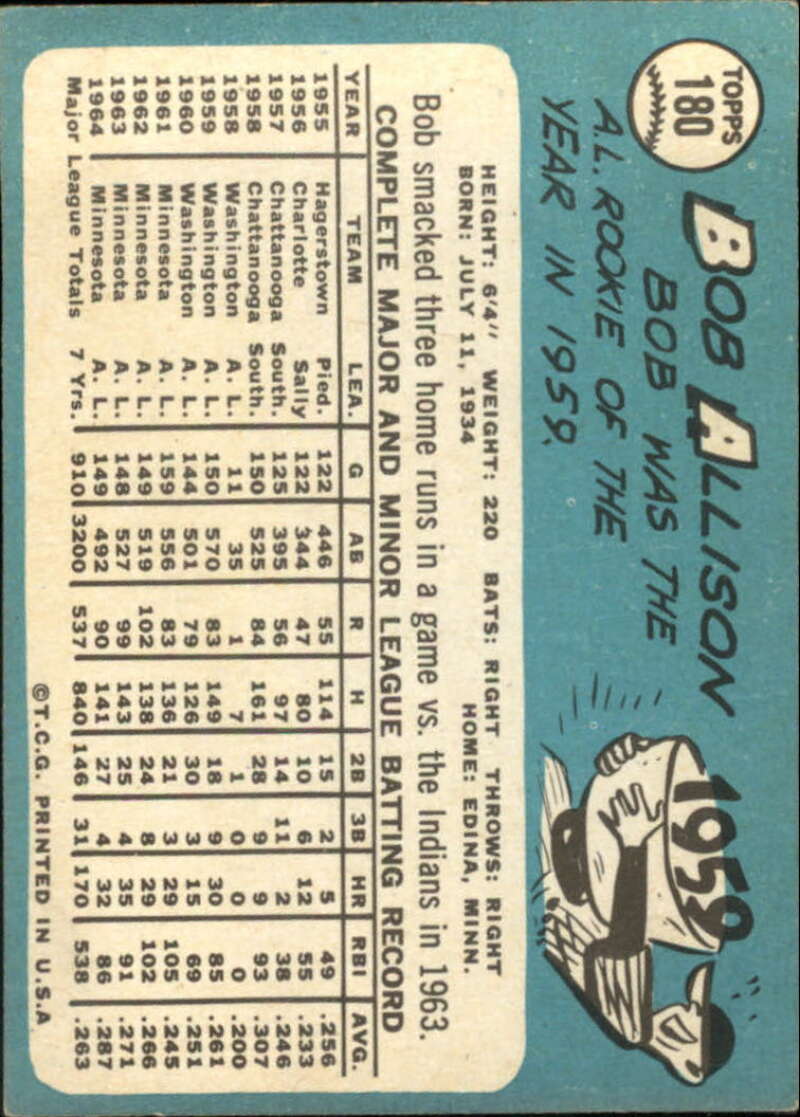 TOPPS
180
BOB ALLISON
BOB WAS THE
A.L. ROOKIE OF THE
YEAR IN 1959.
1959
HEIGHT: 6'4" WEIGHT: 220 BATS: RIGHT THROWS: RIGHT
BORN: JULY 11, 1934 HOME: EDINA, MINN.
Bob smacked three home runs in a game vs. the Indians in 1963.
COMPLETE MAJOR AND MINOR LEAGUE BATTING RECORD
YEAR TEAM LEA. G AB R H 2B 3B HR RBI AVG.
1955 Hagerstown Pied. 122 446 55 114 15 2 5 49 .256
1956 Charlotte Sally 122 344 47 80 10 6 12 55 .233
1957 Chattanooga South. 125 395 56 97 14 11 2 38 .246
1958 Chattanooga South. 150 525 84 161 28 9 9 93 .307
1958 Washington A. L. 11 35 1 7 1 0 0 0 .200
1959 Washington A. L. 150 570 83 149 18 9 30 85 .261
1960 Washington A. L. 144 501 79 126 30 3 15 69 .251
1961 Minnesota A. L. 159 556 83 136 21 3 29 105 .245
1962 Minnesota A. L. 149 519 102 138 24 8 29 102 .266
1963 Minnesota A. L. 148 527 99 143 25 4 35 91 .271
1964 Minnesota A. L. 149 492 90 141 27 4 32 86 .287
Major League Totals 7 Yrs. 910 3200 537 840 146 31 170 538 .263
©T.C.G. PRINTED IN U.S.A